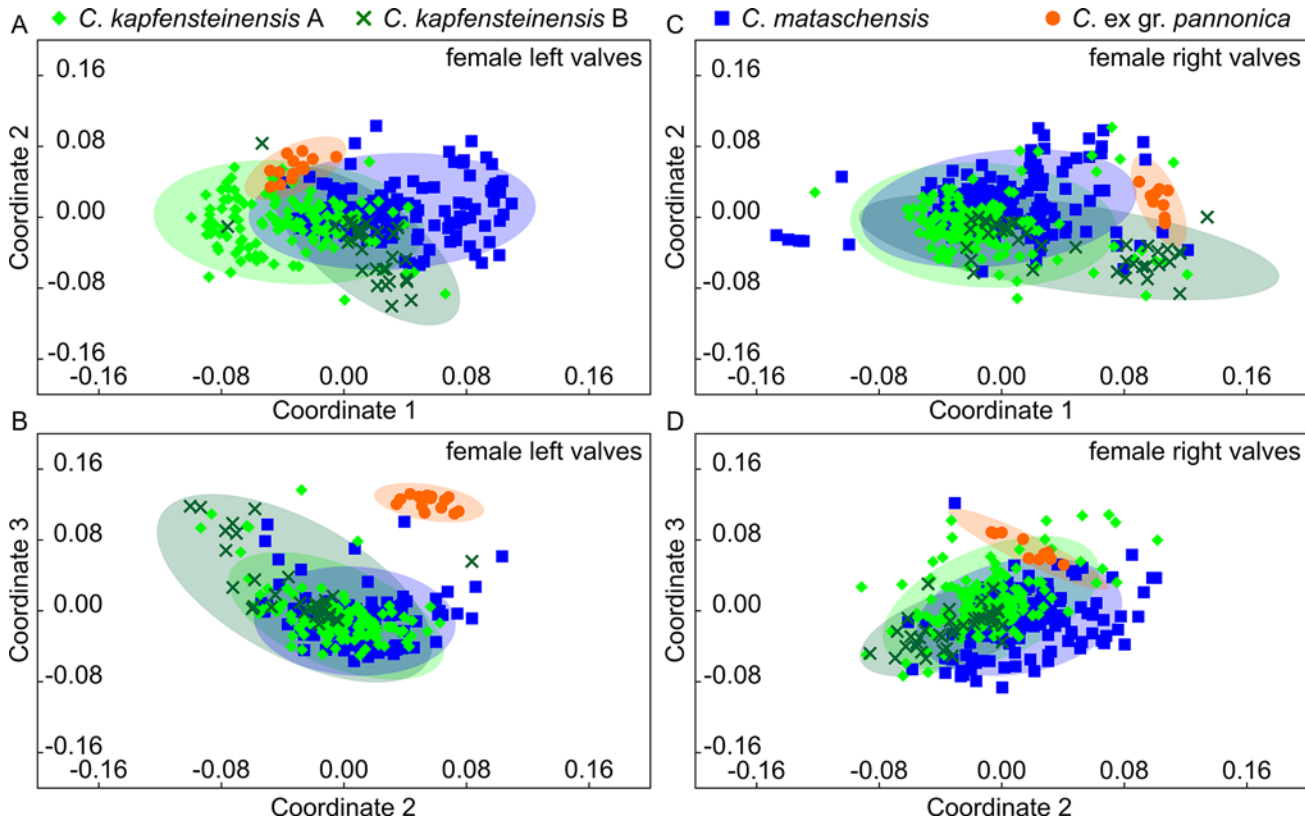 A C. kapfensteinensis A C. kapfensteinensis B C. mataschensis C. ex gr. pannonica
female left valves
0.16
0.08
0.00
-0.08
-0.16
Coordinate 2
-0.16 -0.08 0.00 0.08 0.16
Coordinate 1
C
female right valves
0.16
0.08
0.00
-0.08
-0.16
Coordinate 2
-0.16 -0.08 0.00 0.08 0.16
Coordinate 1
B
female left valves
0.16
0.08
0.00
-0.08
-0.16
Coordinate 3
-0.16 -0.08 0.00 0.08 0.16
Coordinate 2
D
female right valves
0.16
0.08
0.00
-0.08
-0.16
Coordinate 3
-0.16 -0.08 0.00 0.08 0.16
Coordinate 2